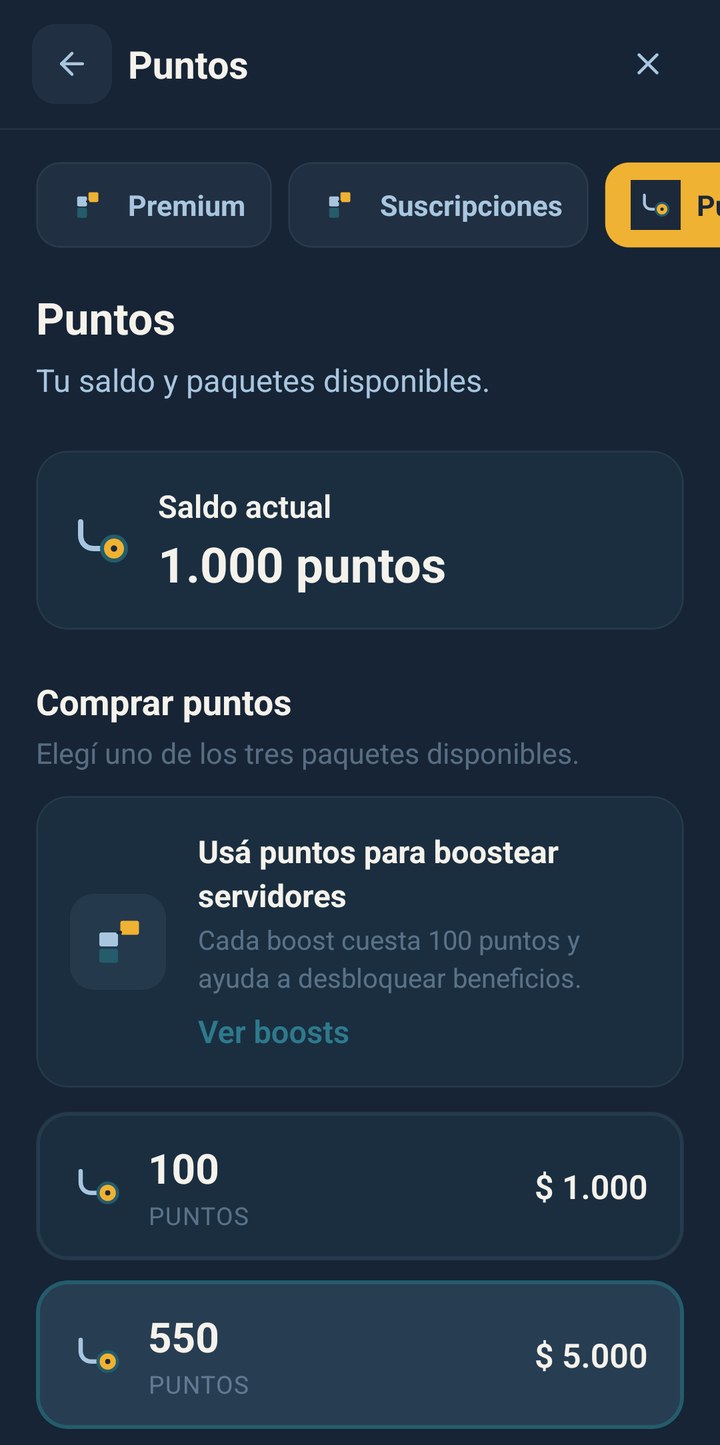 Puntos
Premium
Suscripciones
Puntos
Tu saldo y paquetes disponibles.
Saldo actual
1.000 puntos
Comprar puntos
Elegí uno de los tres paquetes disponibles.
Usá puntos para boostear
servidores
Cada boost cuesta 100 puntos y
ayuda a desbloquear beneficios.
Ver boosts
100
PUNTOS
$ 1.000
550
PUNTOS
$ 5.000